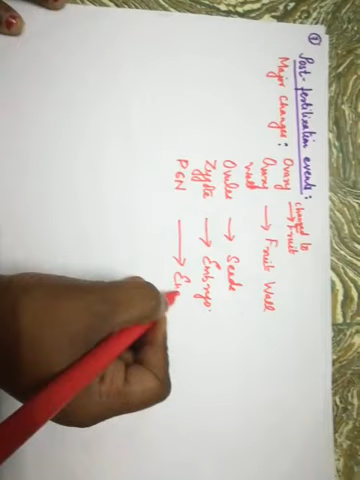 ② Post-fertilization events:
Major Changes: Ovary changed to → Fruit
Ovary wall → Fruit Wall
Ovules → Seeds
Zygote → Embryo.
PEN → En